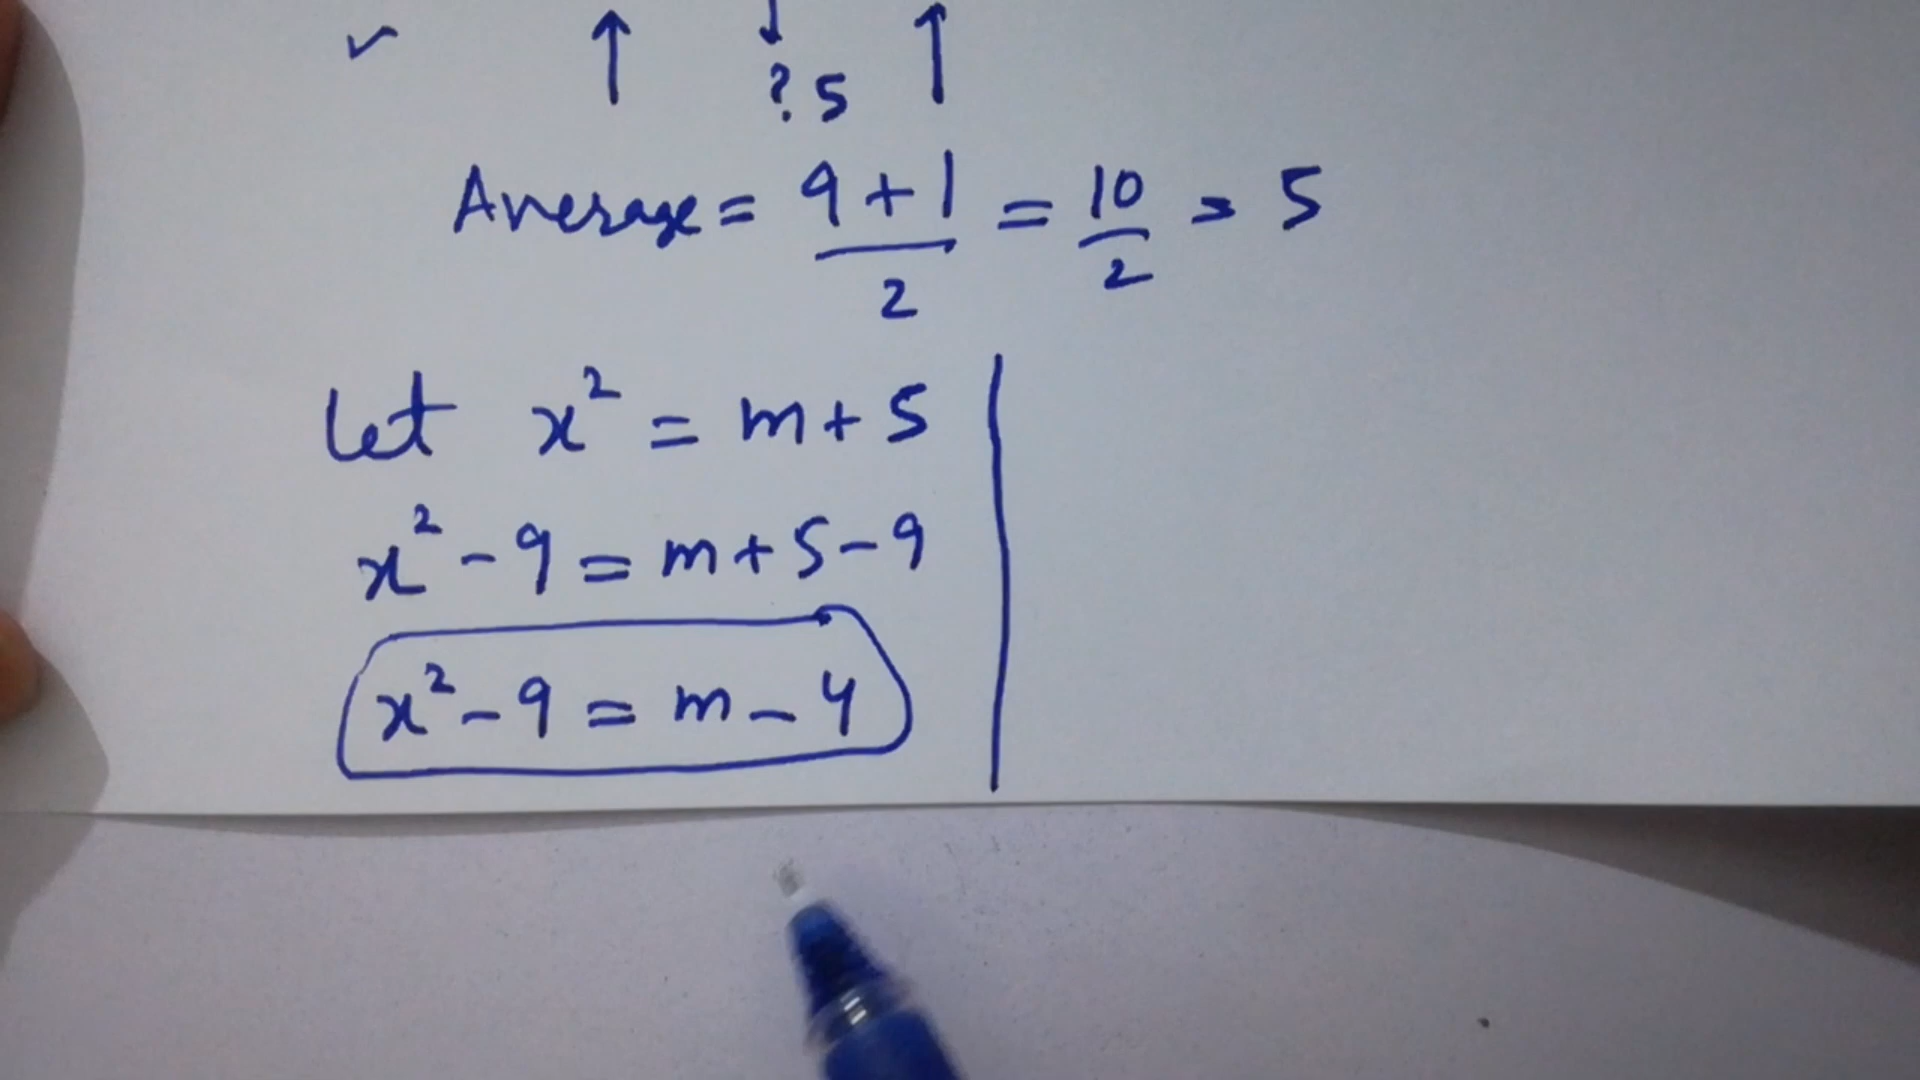 ✓ ↑ ↓ ↑
? 5
Average = 9 + 1 / 2 = 10 / 2 = 5
Let x² = m + 5
x² - 9 = m + 5 - 9
x² - 9 = m - 4